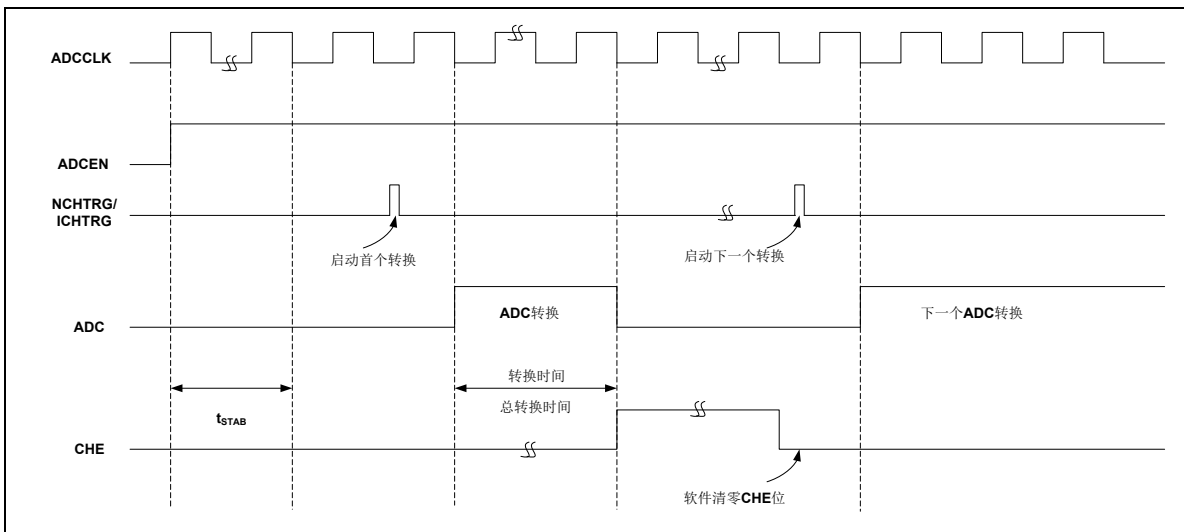 ADCCLK
ADCEN
NCHTRG/
ICHTRG
启动首个转换
启动下一个转换
ADC
ADC转换
下一个ADC转换
转换时间
总转换时间
tSTAB
CHE
软件清零CHE位